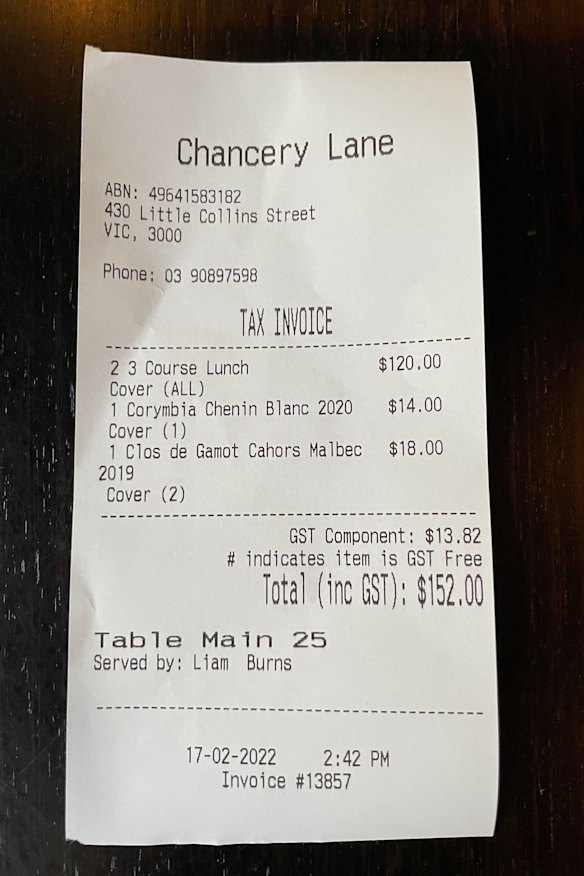 Chancery Lane
ABN: 49641583182
430 Little Collins Street
VIC, 3000
Phone: 03 90897598
TAX INVOICE
2 3 Course Lunch $120.00
Cover (ALL)
1 Corymbia Chenin Blanc 2020 $14.00
Cover (1)
1 Clos de Gamot Cahors Malbec $18.00
2019
Cover (2)
GST Component: $13.82
# indicates item is GST Free
Total (inc GST): $152.00
Table Main 25
Served by: Liam Burns
17-02-2022 2:42 PM
Invoice #13857